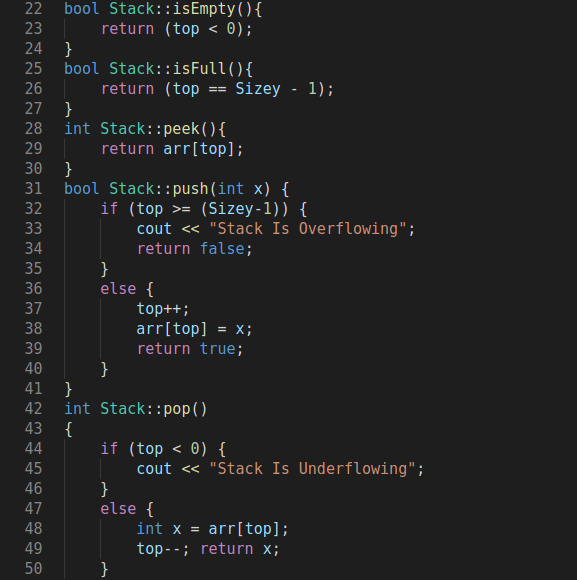 22 bool Stack::isEmpty(){
23     return (top < 0);
24 }
25 bool Stack::isFull(){
26     return (top == Sizey - 1);
27 }
28 int Stack::peek(){
29     return arr[top];
30 }
31 bool Stack::push(int x) {
32     if (top >= (Sizey-1)) {
33         cout << "Stack Is Overflowing";
34         return false;
35     }
36     else {
37         top++;
38         arr[top] = x;
39         return true;
40     }
41 }
42 int Stack::pop()
43 {
44     if (top < 0) {
45         cout << "Stack Is Underflowing";
46     }
47     else {
48         int x = arr[top];
49         top--; return x;
50     }